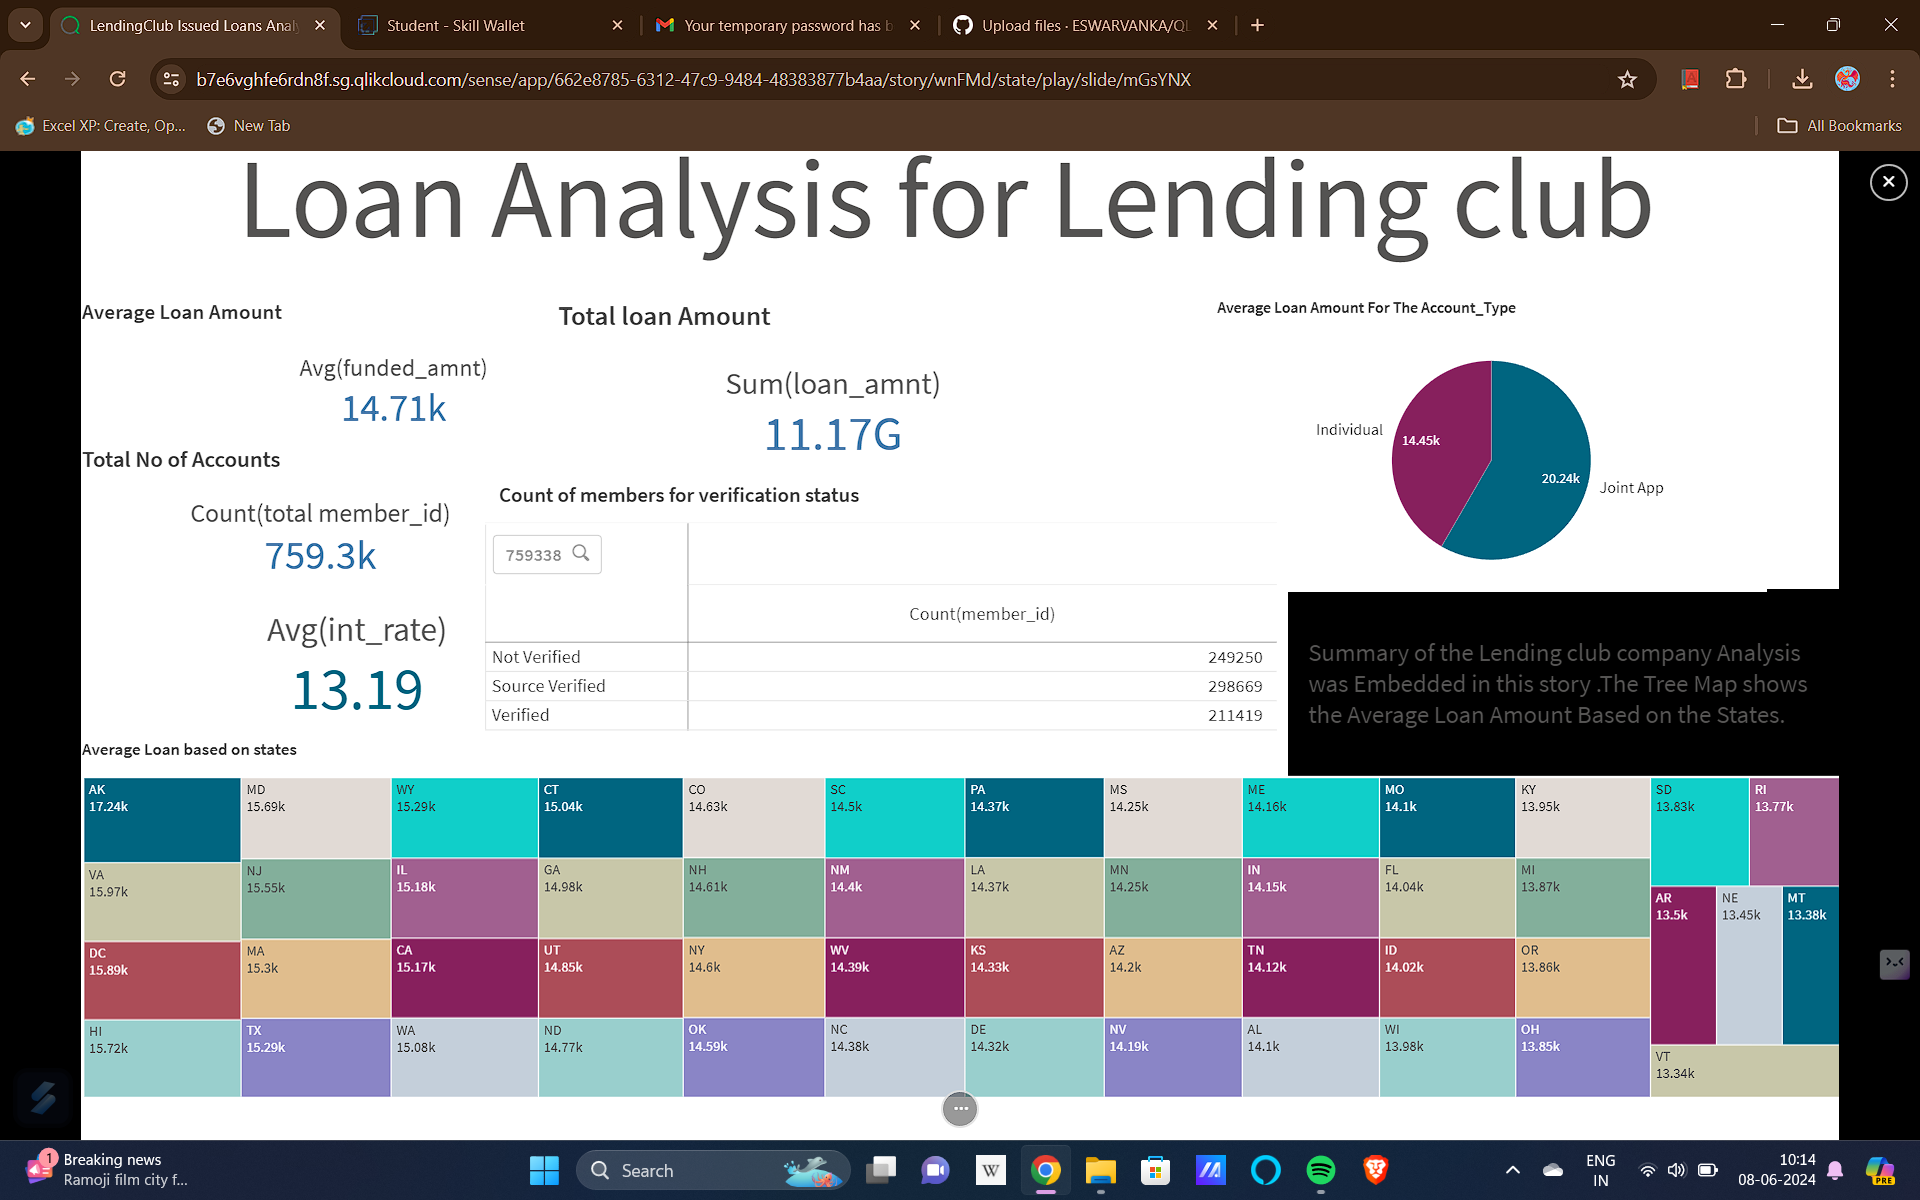 LendingClub Issued Loans Anal
Student - Skill Wallet
Your temporary password has b
Upload files · ESWARVANKA/QL
b7e6vghfe6rdn8f.sg.qlikcloud.com/sense/app/662e8785-6312-47c9-9484-48383877b4aa/story/wnFMd/state/play/slide/mGsYNX
Excel XP: Create, Op...
New Tab
All Bookmarks
Loan Analysis for Lending club
Average Loan Amount
Avg(funded_amnt)
14.71k
Total loan Amount
Sum(loan_amnt)
11.17G
Average Loan Amount For The Account_Type
Individual
14.45k
20.24k
Joint App
Total No of Accounts
Count(total member_id)
759.3k
Avg(int_rate)
13.19
Count of members for verification status
759338
Count(member_id)
Not Verified 249250
Source Verified 298669
Verified 211419
Summary of the Lending club company Analysis
was Embedded in this story .The Tree Map shows
the Average Loan Amount Based on the States.
Average Loan based on states
AK MD WY CT CO SC PA MS ME MO KY SD RI
17.24k 15.69k 15.29k 15.04k 14.63k 14.5k 14.37k 14.25k 14.16k 14.1k 13.95k 13.83k 13.77k
VA NJ IL GA NH NM LA MN IN FL MI
15.97k 15.55k 15.18k 14.98k 14.61k 14.4k 14.37k 14.25k 14.15k 14.04k 13.87k
AR NE MT
13.5k 13.45k 13.38k
DC MA CA UT NY WV KS AZ TN ID OR
15.89k 15.3k 15.17k 14.85k 14.6k 14.39k 14.33k 14.2k 14.12k 14.02k 13.86k
HI TX WA ND OK NC DE NV AL WI OH
15.72k 15.29k 15.08k 14.77k 14.59k 14.38k 14.32k 14.19k 14.1k 13.98k 13.85k
VT
13.34k
1
Breaking news
Ramoji film city f...
Search
W
ENG
IN
10:14
08-06-2024
PRE